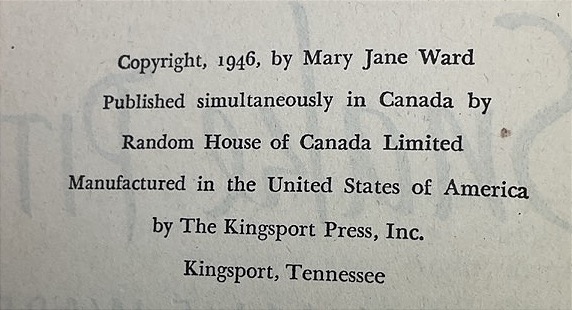 Copyright, 1946, by Mary Jane Ward
Published simultaneously in Canada by
Random House of Canada Limited
Manufactured in the United States of America
by The Kingsport Press, Inc.
Kingsport, Tennessee